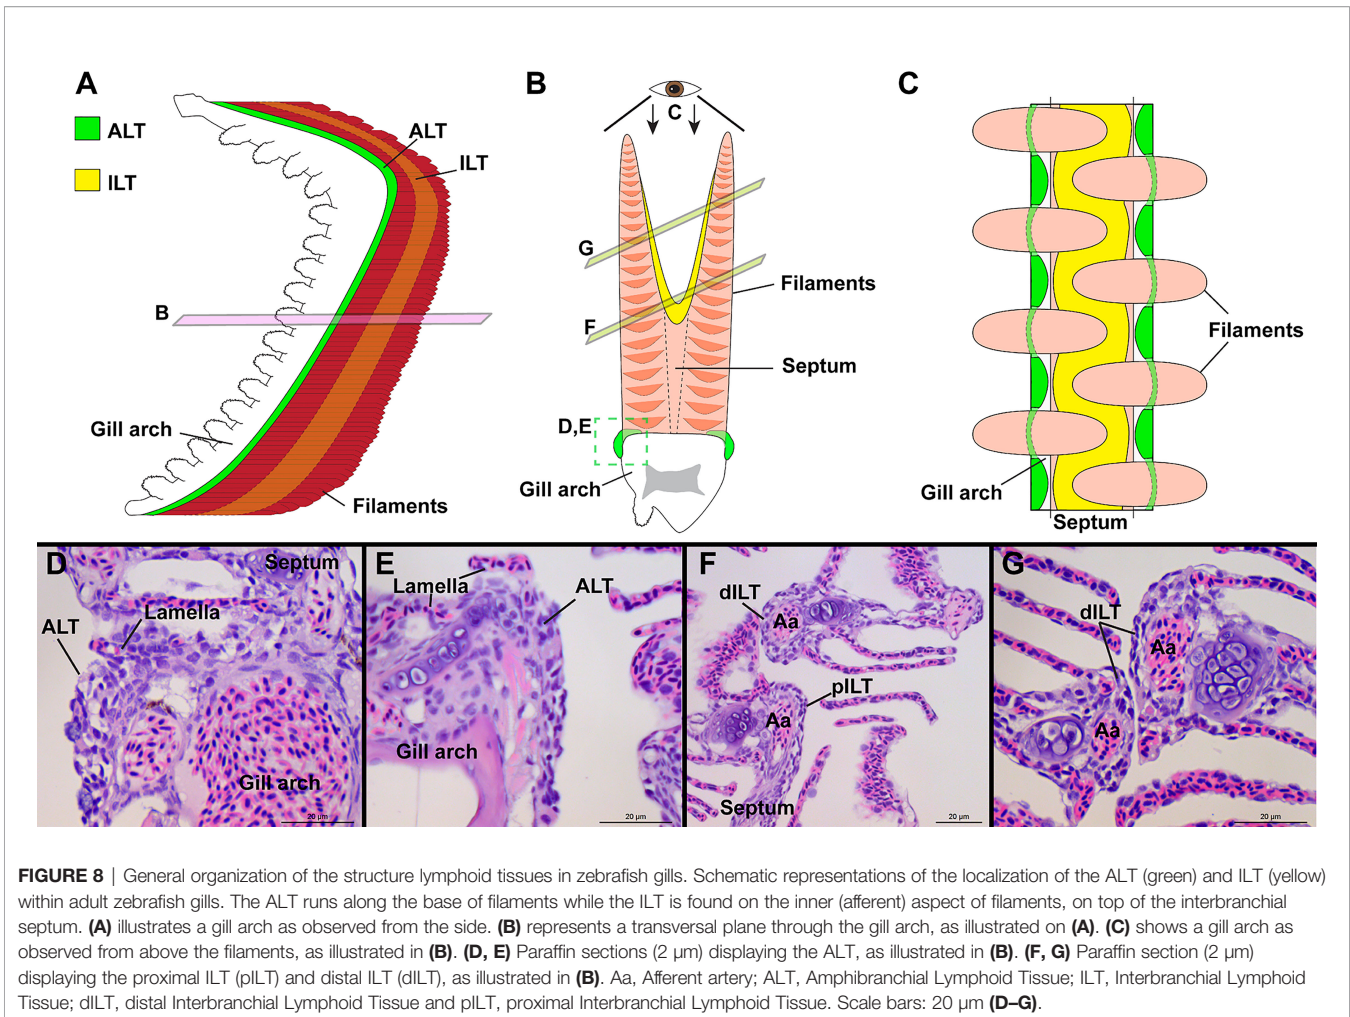 A
ALT
ILT
ALT
ILT
B
Gill arch
Filaments
B
C
G
F
Filaments
Septum
D,E
Gill arch
C
Filaments
Gill arch
Septum
D
Septum
Lamella
ALT
Gill arch
20 µm
E
Lamella
ALT
Gill arch
20 µm
F
dILT
Aa
pILT
Aa
Septum
20 µm
G
dILT
Aa
Aa
20 µm
FIGURE 8 | General organization of the structure lymphoid tissues in zebrafish gills. Schematic representations of the localization of the ALT (green) and ILT (yellow)
within adult zebrafish gills. The ALT runs along the base of filaments while the ILT is found on the inner (afferent) aspect of filaments, on top of the interbranchial
septum. (A) illustrates a gill arch as observed from the side. (B) represents a transversal plane through the gill arch, as illustrated on (A). (C) shows a gill arch as
observed from above the filaments, as illustrated in (B). (D, E) Paraffin sections (2 µm) displaying the ALT, as illustrated in (B). (F, G) Paraffin section (2 µm)
displaying the proximal ILT (pILT) and distal ILT (dILT), as illustrated in (B). Aa, Afferent artery; ALT, Amphibranchial Lymphoid Tissue; ILT, Interbranchial Lymphoid
Tissue; dILT, distal Interbranchial Lymphoid Tissue and pILT, proximal Interbranchial Lymphoid Tissue. Scale bars: 20 µm (D–G).